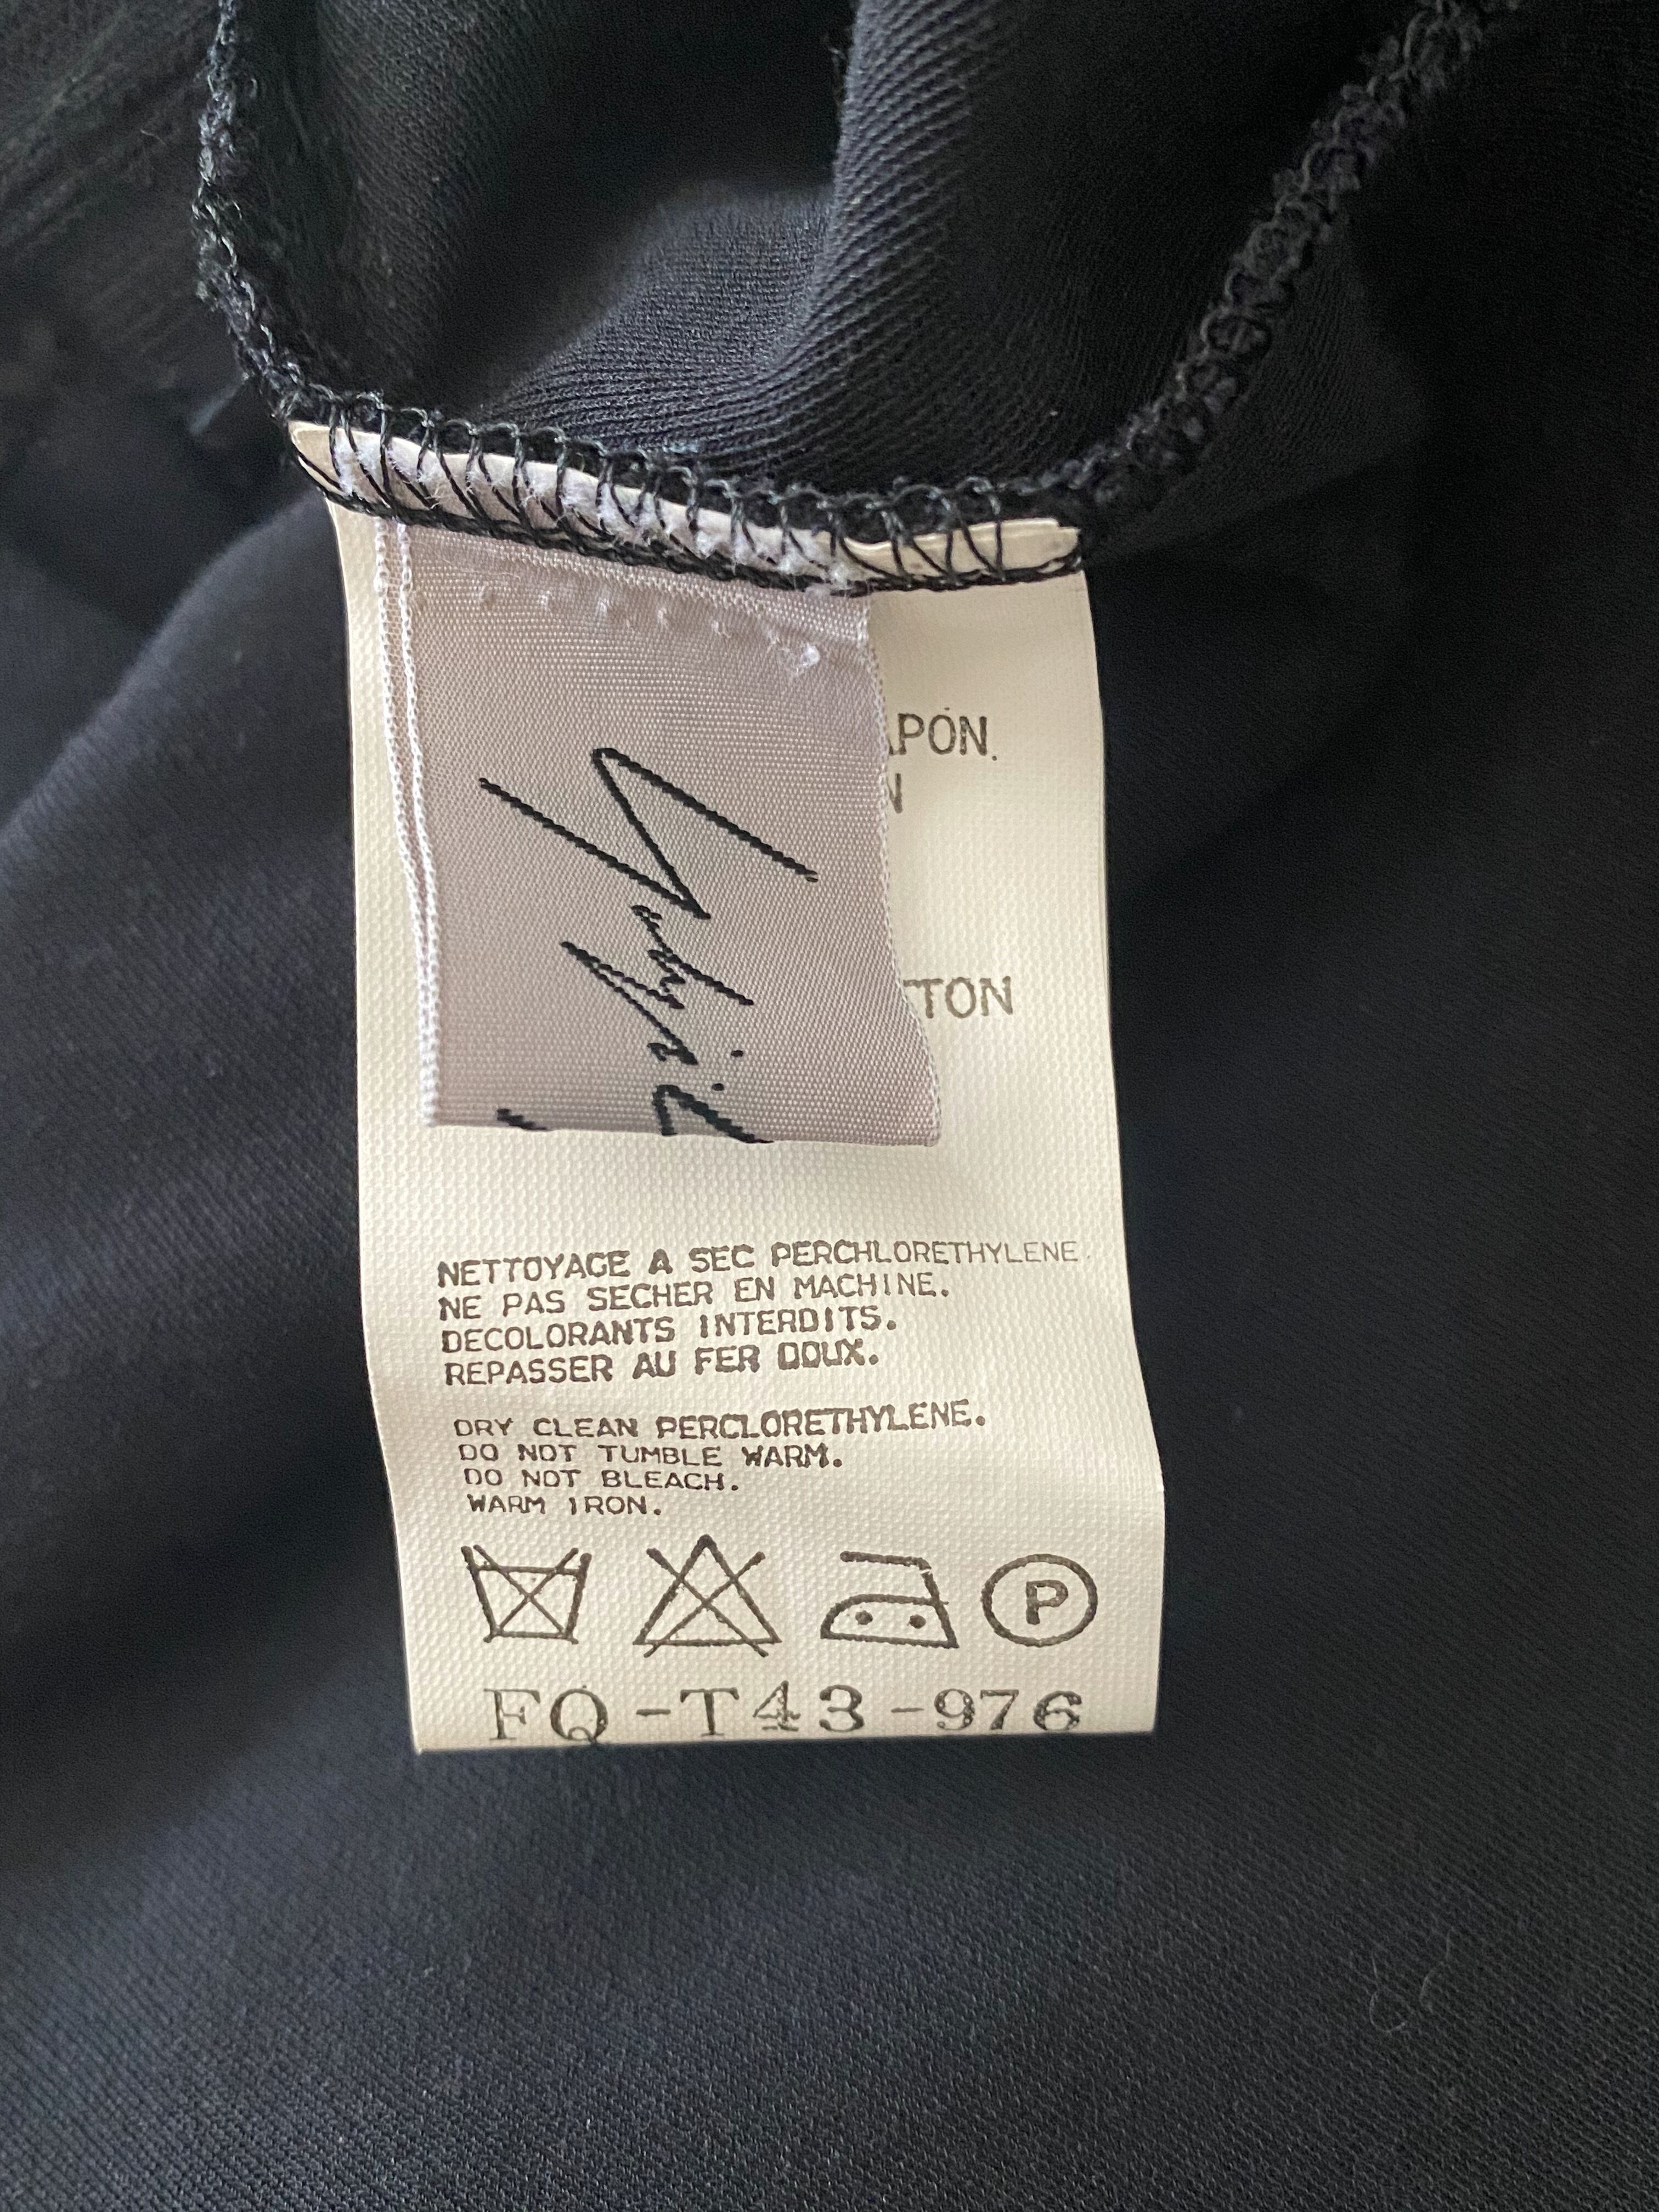 APON.
N
TTON
NETTOYAGE A SEC PERCHLORETHYLENE.
NE PAS SECHER EN MACHINE.
DECOLORANTS INTERDITS.
REPASSER AU FER DOUX.
DRY CLEAN PERCLORETHYLENE.
DO NOT TUMBLE WARM.
DO NOT BLEACH.
WARM IRON.
P
FQ-T43-976